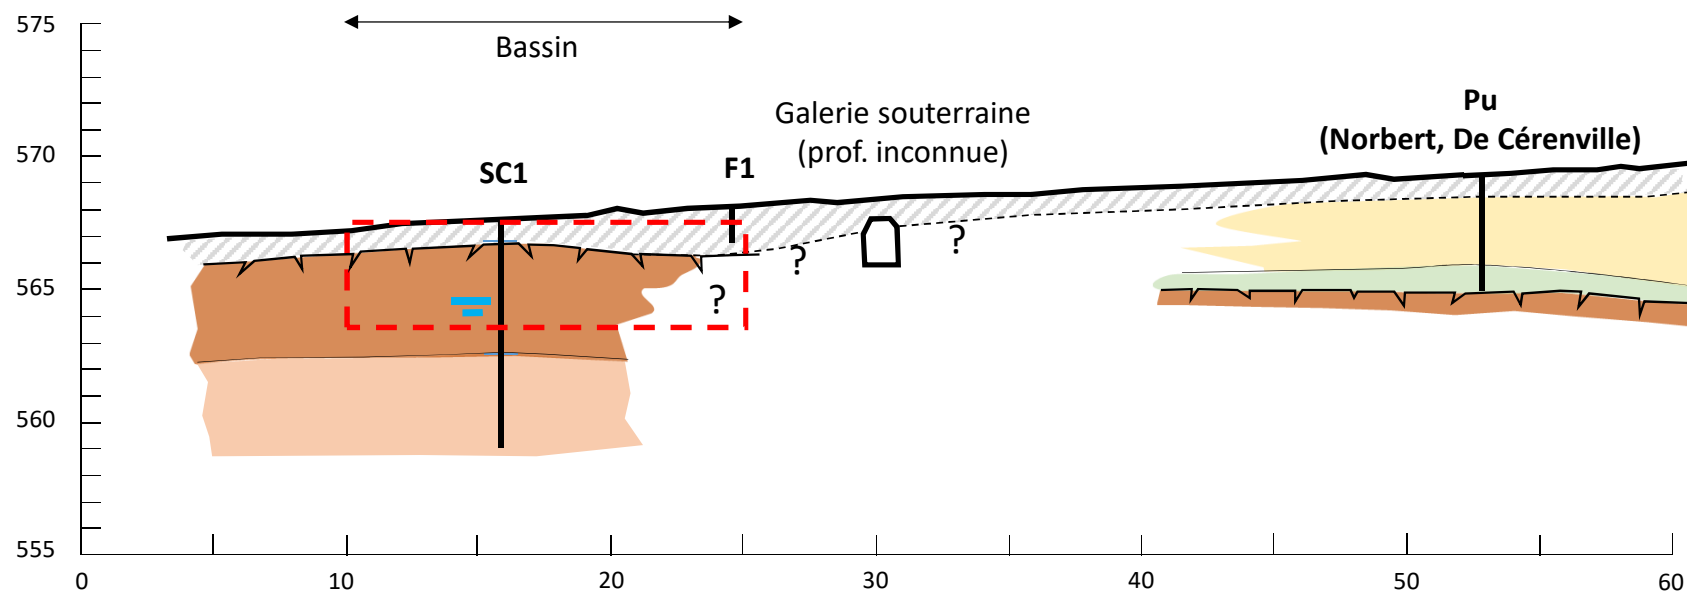 575
Bassin
Galerie souterraine
(prof. inconnue)
Pu
(Norbert, De Cérenville)
570
SC1
F1
?
?
?
565
560
555
0
10
20
30
40
50
60